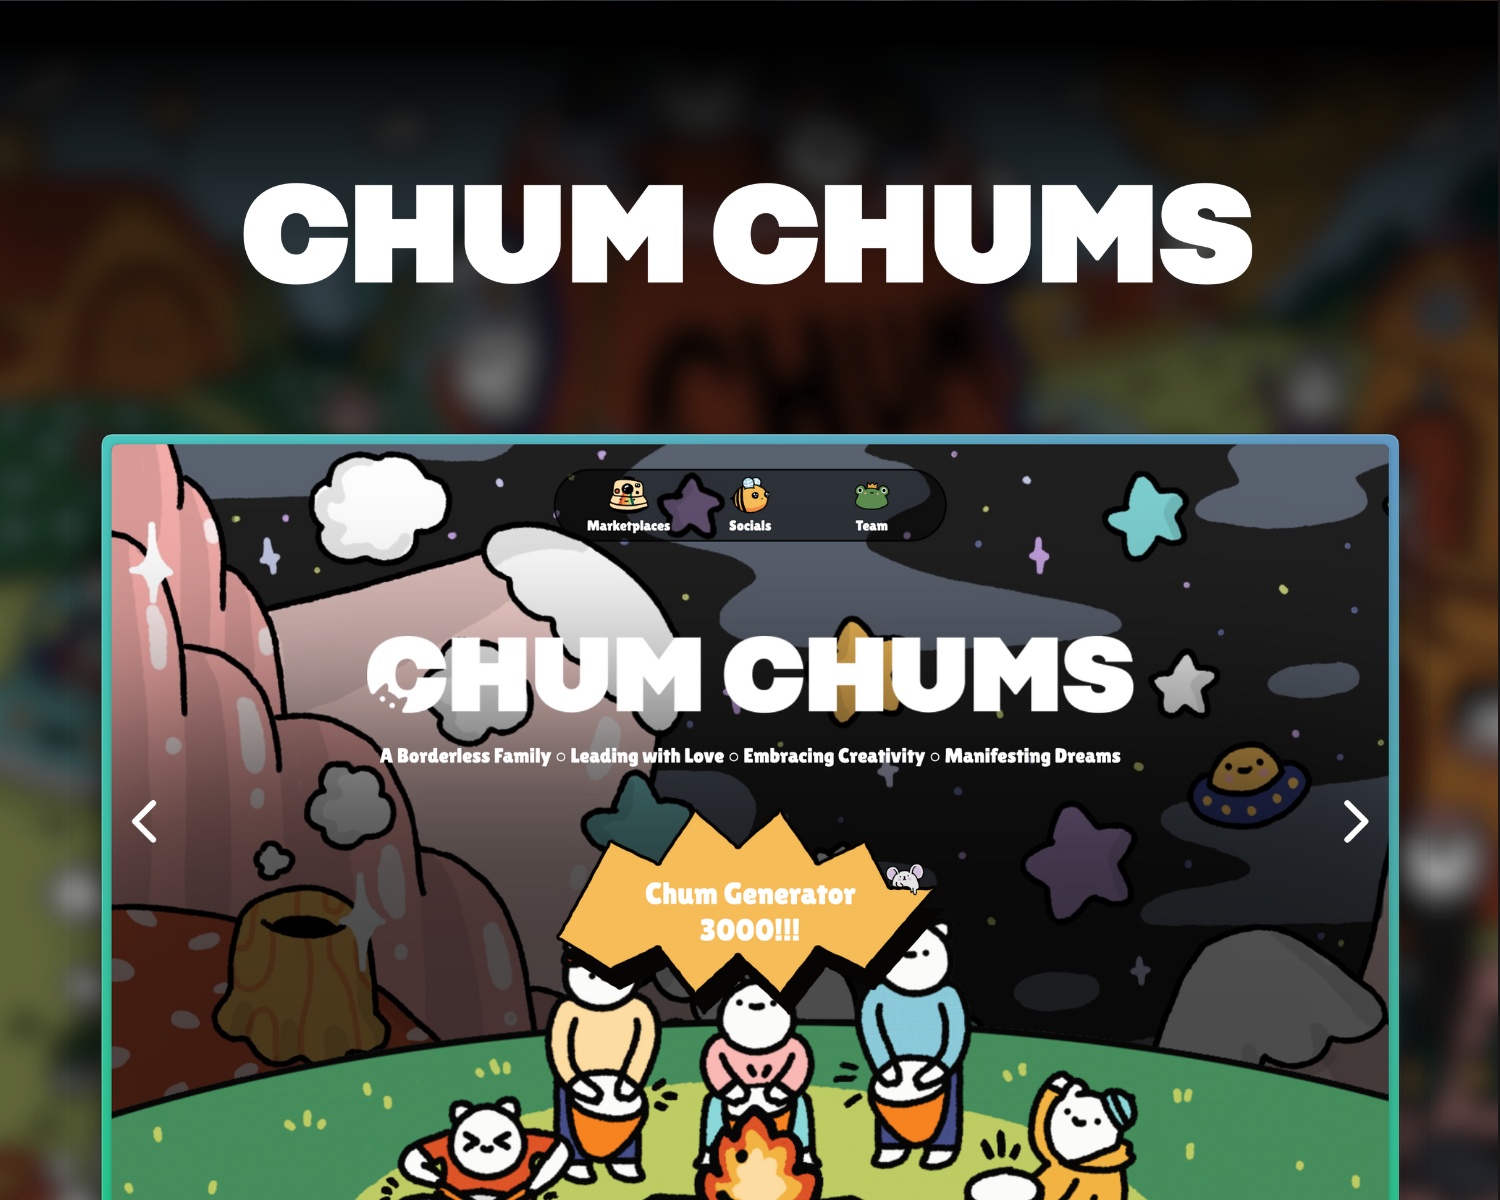 CHUM CHUMS
Marketplaces
Socials
Team
CHUM CHUMS
A Borderless Family ○ Leading with Love ○ Embracing Creativity ○ Manifesting Dreams
Chum Generator
3000!!!